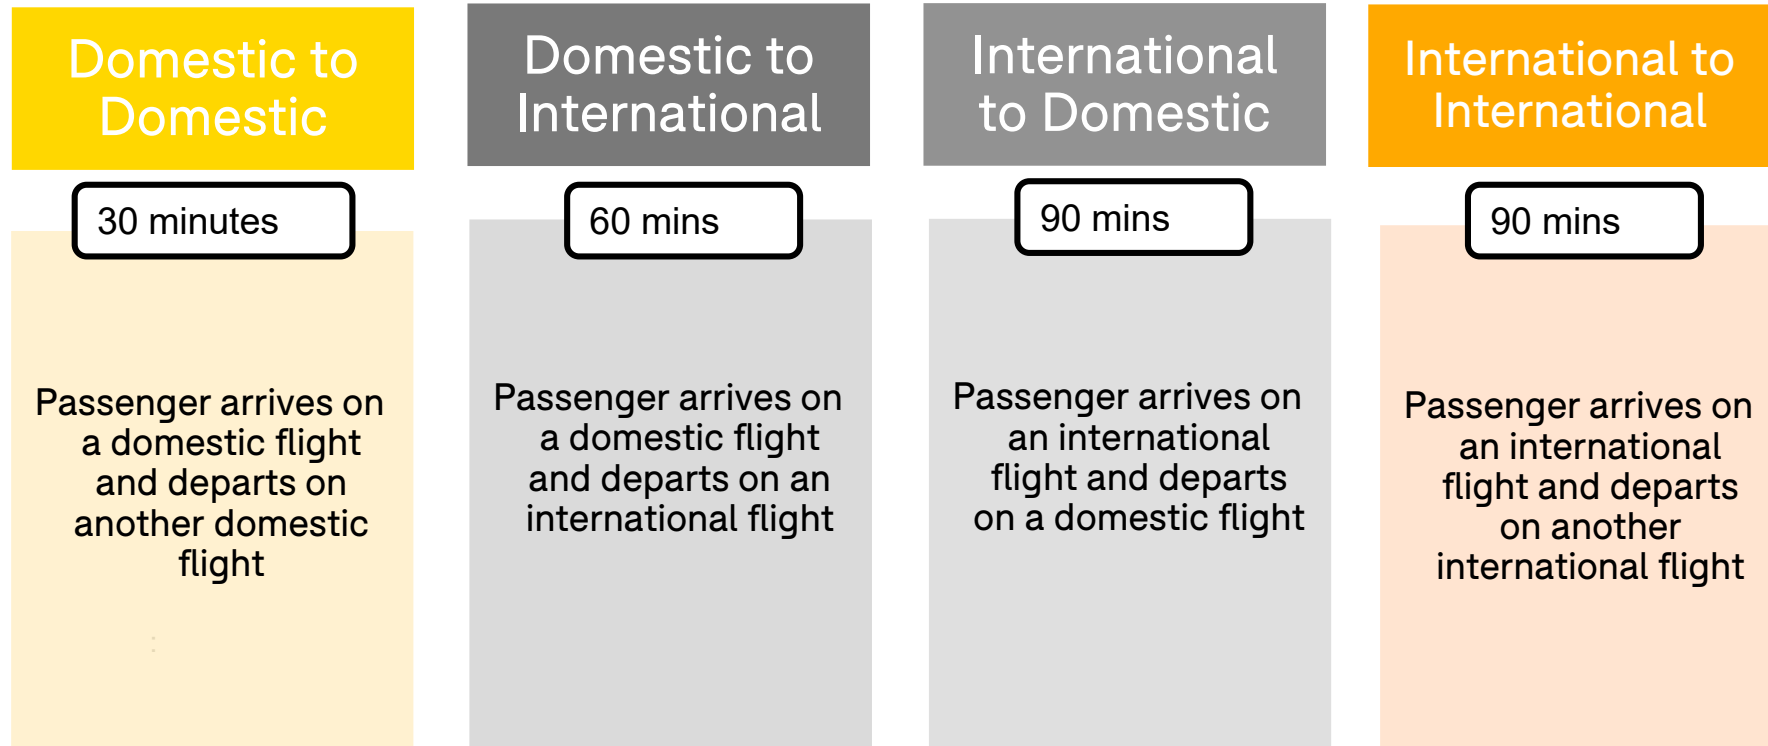 Domestic to
Domestic
30 minutes
Passenger arrives on
a domestic flight
and departs on
another domestic
flight
:
Domestic to
International
60 mins
Passenger arrives on
a domestic flight
and departs on an
international flight
International
to Domestic
90 mins
Passenger arrives on
an international
flight and departs
on a domestic flight
International to
International
90 mins
Passenger arrives on
an international
flight and departs
on another
international flight